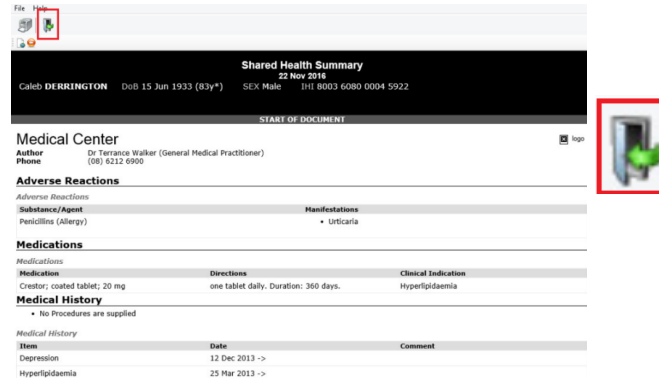 File Help
Shared Health Summary
22 Nov 2016
Caleb DERRINGTON DoB 15 Jun 1933 (83y*) SEX Male IHI 8003 6080 0004 5922
START OF DOCUMENT
Medical Center
logo
Author Dr Terrance Walker (General Medical Practitioner)
Phone (08) 6212 6900
Adverse Reactions
Adverse Reactions
Substance/Agent Manifestations
Penicillins (Allergy) • Urticaria
Medications
Medications
Medication Directions Clinical Indication
Crestor; coated tablet; 20 mg one tablet daily. Duration: 360 days. Hyperlipidaemia
Medical History
• No Procedures are supplied
Medical History
Item Date Comment
Depression 12 Dec 2013 ->
Hyperlipidaemia 25 Mar 2013 ->